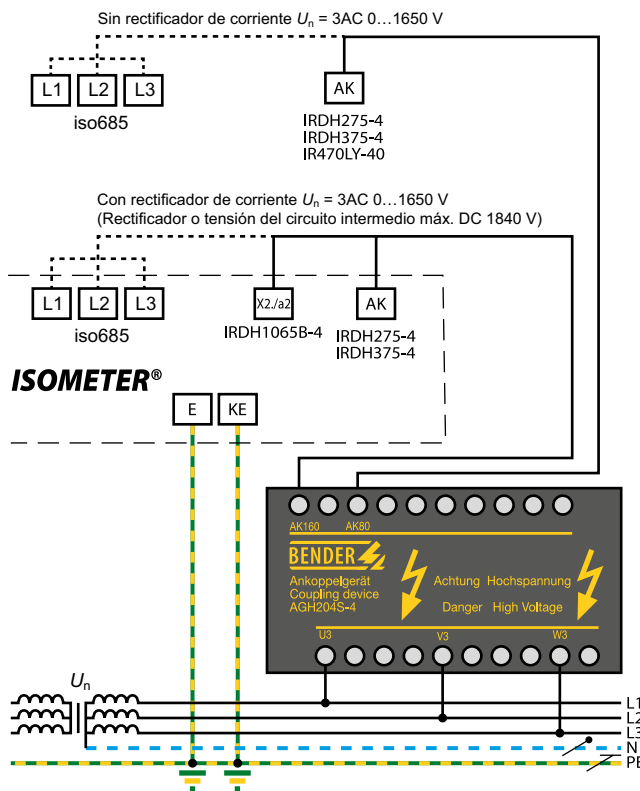 Sin rectificador de corriente Un = 3AC 0...1650 V
L1 L2 L3
AK
iso685
IRDH275-4
IRDH375-4
IR470LY-40
Con rectificador de corriente Un = 3AC 0...1650 V
(Rectificador o tensión del circuito intermedio máx. DC 1840 V)
L1 L2 L3
X2./a2
AK
iso685
IRDH1065B-4
IRDH275-4
IRDH375-4
ISOMETER®
E
KE
AK160
AK80
BENDER
Ankoppelgerät
Coupling device
AGH204S-4
Achtung Hochspannung
Danger High Voltage
U3
V3
W3
Un
L1
L2
L3
N
PE